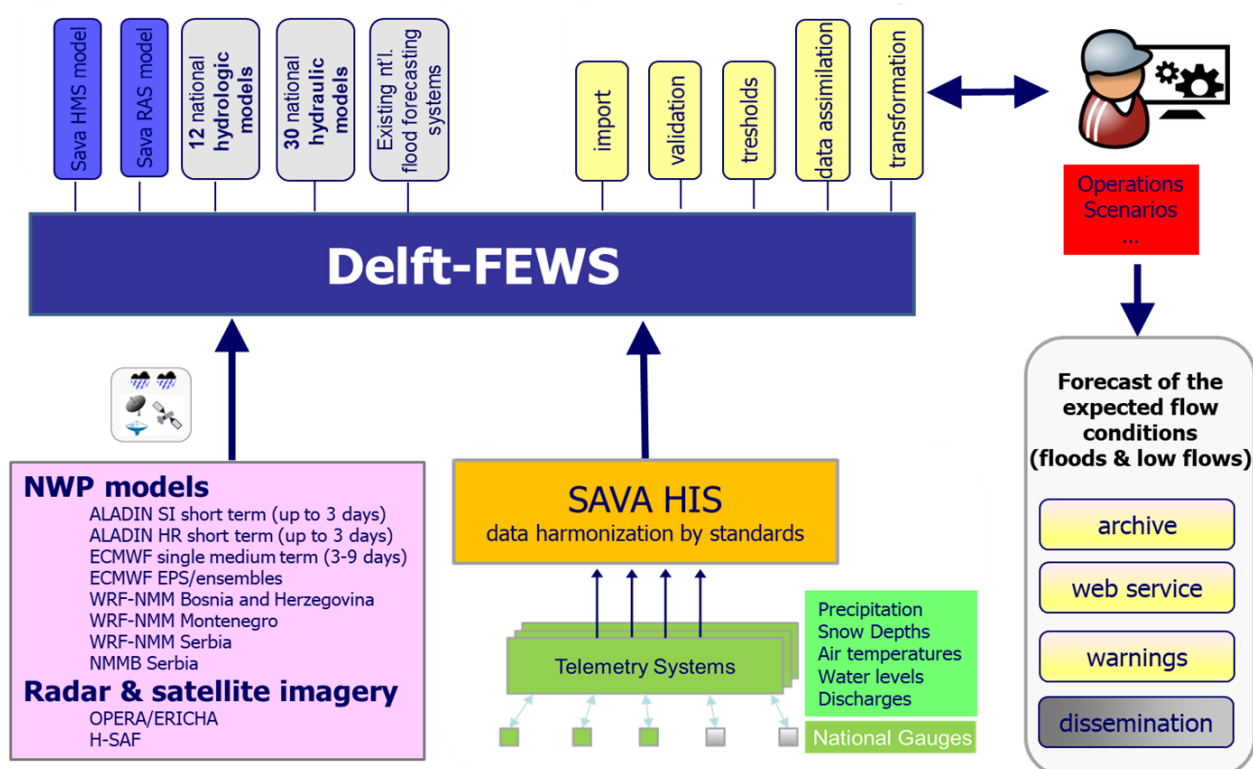 Sava HMS model
Sava RAS model
12 national
hydrologic
models
30 national
hydraulic
models
Existing nt'l.
flood forecasting
systems
import
validation
tresholds
data assimilation
transformation
Operations
Scenarios
...
Delft-FEWS
NWP models
ALADIN SI short term (up to 3 days)
ALADIN HR short term (up to 3 days)
ECMWF single medium term (3-9 days)
ECMWF EPS/ensembles
WRF-NMM Bosnia and Herzegovina
WRF-NMM Montenegro
WRF-NMM Serbia
NMMB Serbia
Radar & satellite imagery
OPERA/ERICHA
H-SAF
SAVA HIS
data harmonization by standards
Telemetry Systems
Precipitation
Snow Depths
Air temperatures
Water levels
Discharges
National Gauges
Forecast of the
expected flow
conditions
(floods & low flows)
archive
web service
warnings
dissemination